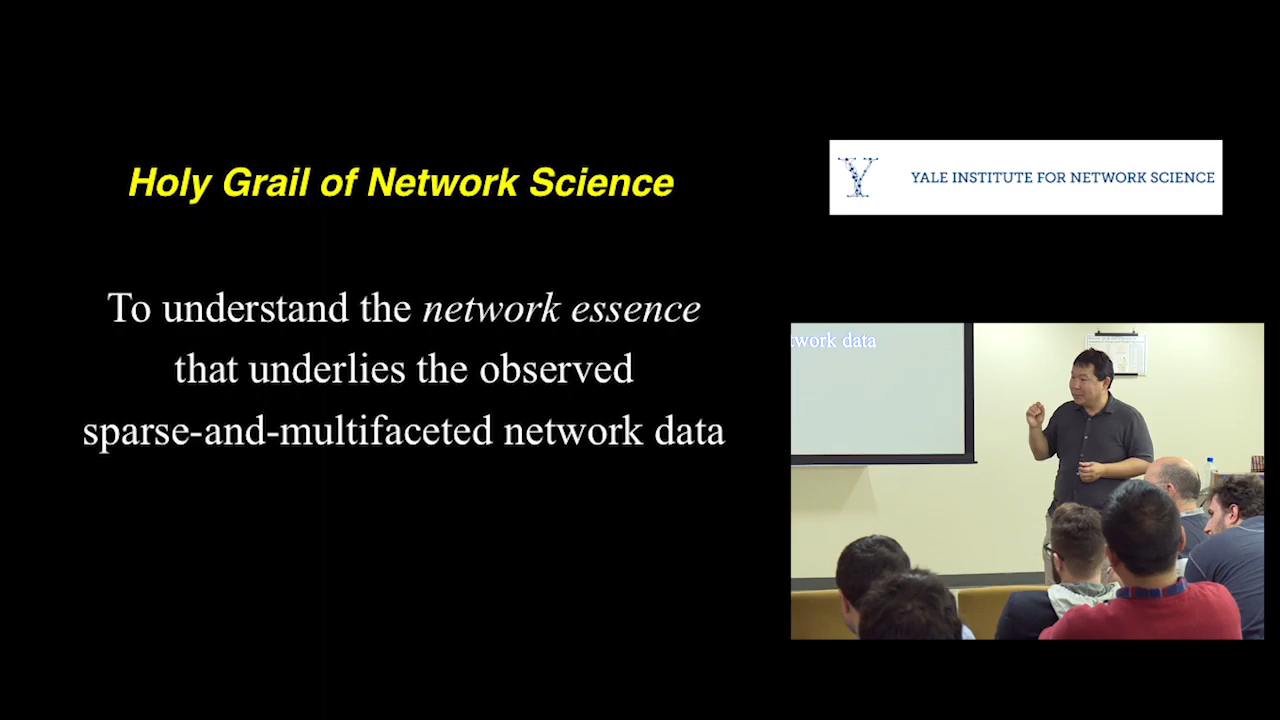 Holy Grail of Network Science
To understand the network essence
that underlies the observed
sparse-and-multifaceted network data
YALE INSTITUTE FOR NETWORK SCIENCE
twork data